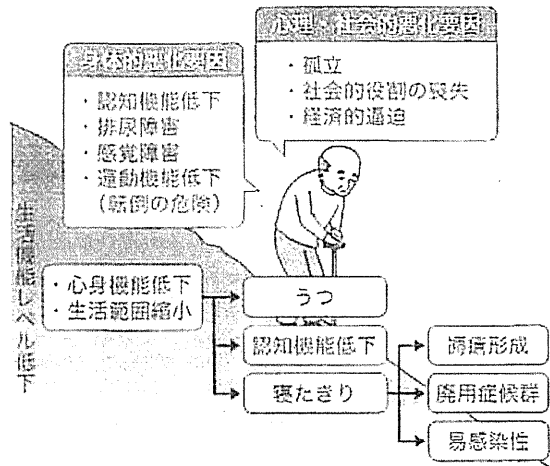 心理・社会的悪化要因
・孤立
・社会的役割の喪失
・経済的逼迫
身体的悪化要因
・認知機能低下
・排尿障害
・感覚障害
・運動機能低下
（転倒の危険）
生活機能レベル低下
・心身機能低下
・生活範囲縮小
うつ
認知機能低下
寝たきり
褥瘡形成
廃用症候群
易感染性